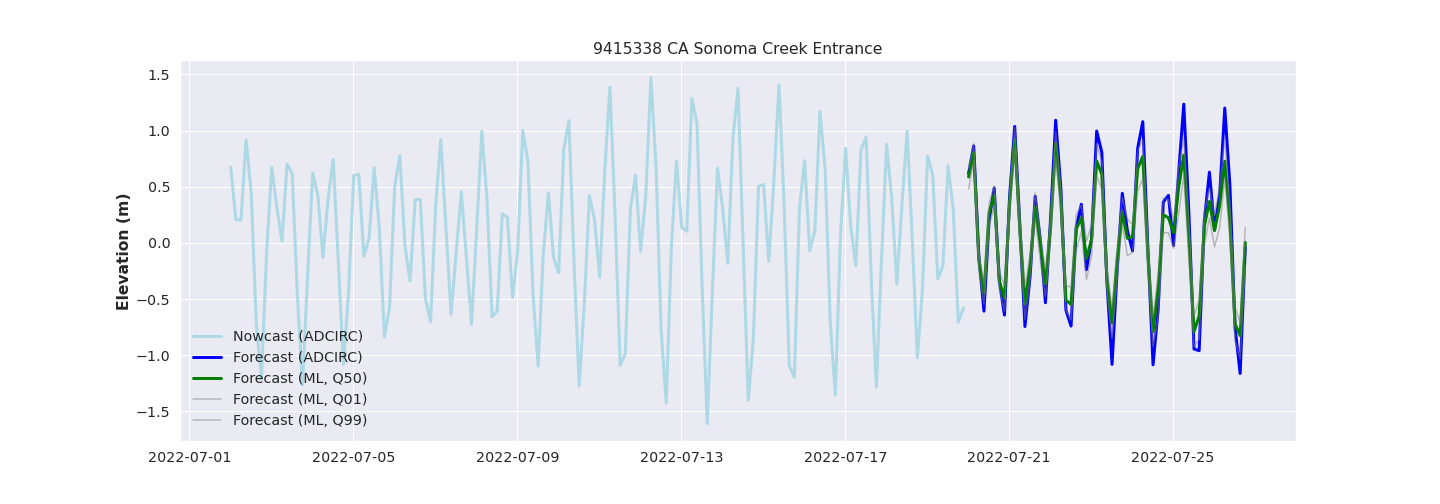 9415338 CA Sonoma Creek Entrance
Elevation (m)
1.5
1.0
0.5
0.0
−0.5
−1.0
−1.5
Nowcast (ADCIRC)
Forecast (ADCIRC)
Forecast (ML, Q50)
Forecast (ML, Q01)
Forecast (ML, Q99)
2022-07-01 2022-07-05 2022-07-09 2022-07-13 2022-07-17 2022-07-21 2022-07-25